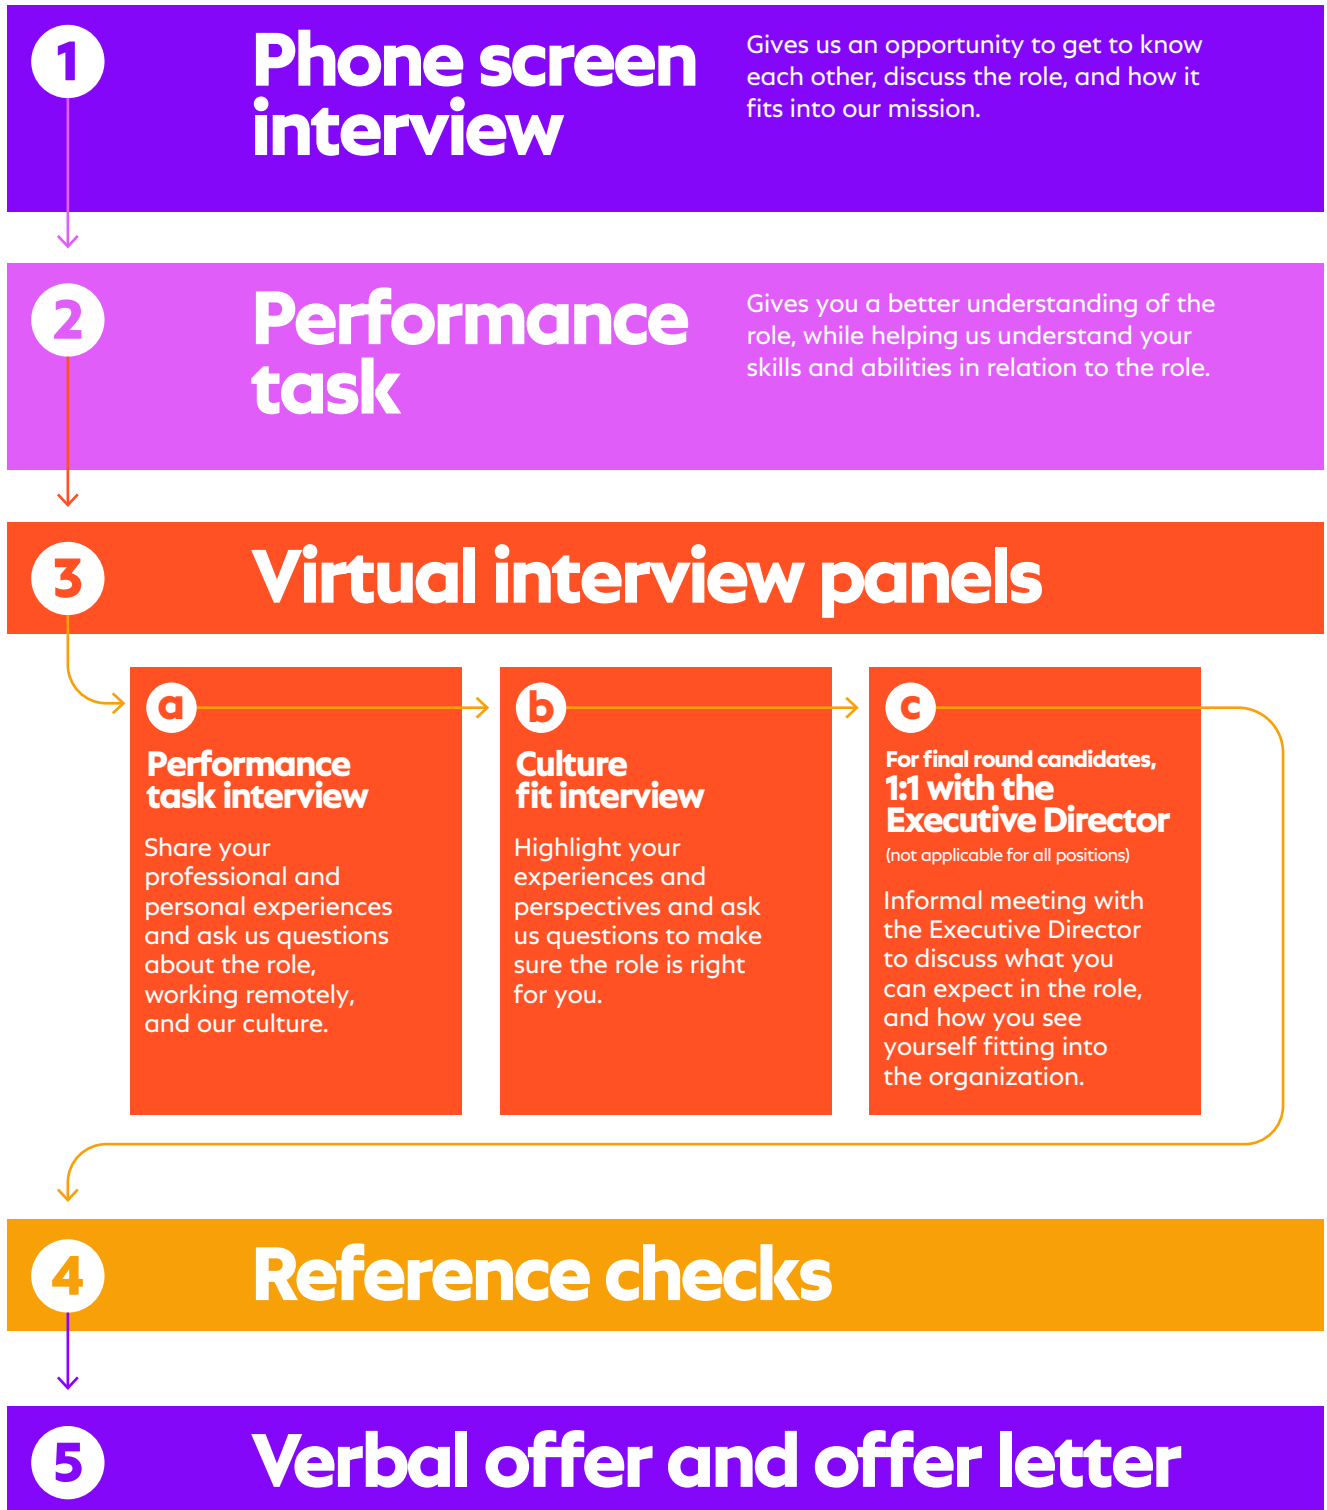 1
Phone screen
interview
Gives us an opportunity to get to know
each other, discuss the role, and how it
fits into our mission.
2
Performance
task
Gives you a better understanding of the
role, while helping us understand your
skills and abilities in relation to the role.
3
Virtual interview panels
a
Performance
task interview
Share your
professional and
personal experiences
and ask us questions
about the role,
working remotely,
and our culture.
b
Culture
fit interview
Highlight your
experiences and
perspectives and ask
us questions to make
sure the role is right
for you.
c
For final round candidates,
1:1 with the
Executive Director
(not applicable for all positions)
Informal meeting with
the Executive Director
to discuss what you
can expect in the role,
and how you see
yourself fitting into
the organization.
4
Reference checks
5
Verbal offer and offer letter